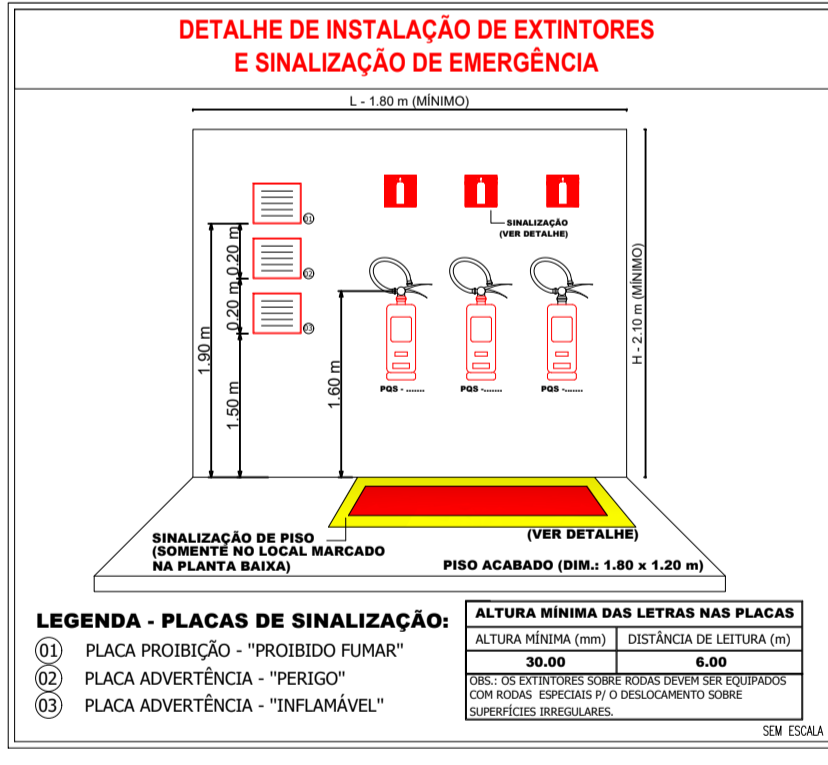 DETALHE DE INSTALAÇÃO DE EXTINTORES
E SINALIZAÇÃO DE EMERGÊNCIA
L - 1.80 m (MÍNIMO)
01
02
03
0.20 m
0.20 m
1.90 m
1.50 m
1.60 m
SINALIZAÇÃO
(VER DETALHE)
H - 2.10 m (MÍNIMO)
PQS - .......
PQS -.......
PQS -.......
SINALIZAÇÃO DE PISO
(SOMENTE NO LOCAL MARCADO
NA PLANTA BAIXA)
(VER DETALHE)
PISO ACABADO (DIM.: 1.80 x 1.20 m)
LEGENDA - PLACAS DE SINALIZAÇÃO:
01 PLACA PROIBIÇÃO - "PROIBIDO FUMAR"
02 PLACA ADVERTÊNCIA - "PERIGO"
03 PLACA ADVERTÊNCIA - "INFLAMÁVEL"
ALTURA MÍNIMA DAS LETRAS NAS PLACAS
ALTURA MÍNIMA (mm) DISTÂNCIA DE LEITURA (m)
30.00 6.00
OBS.: OS EXTINTORES SOBRE RODAS DEVEM SER EQUIPADOS
COM RODAS ESPECIAIS P/ O DESLOCAMENTO SOBRE
SUPERFÍCIES IRREGULARES.
SEM ESCALA